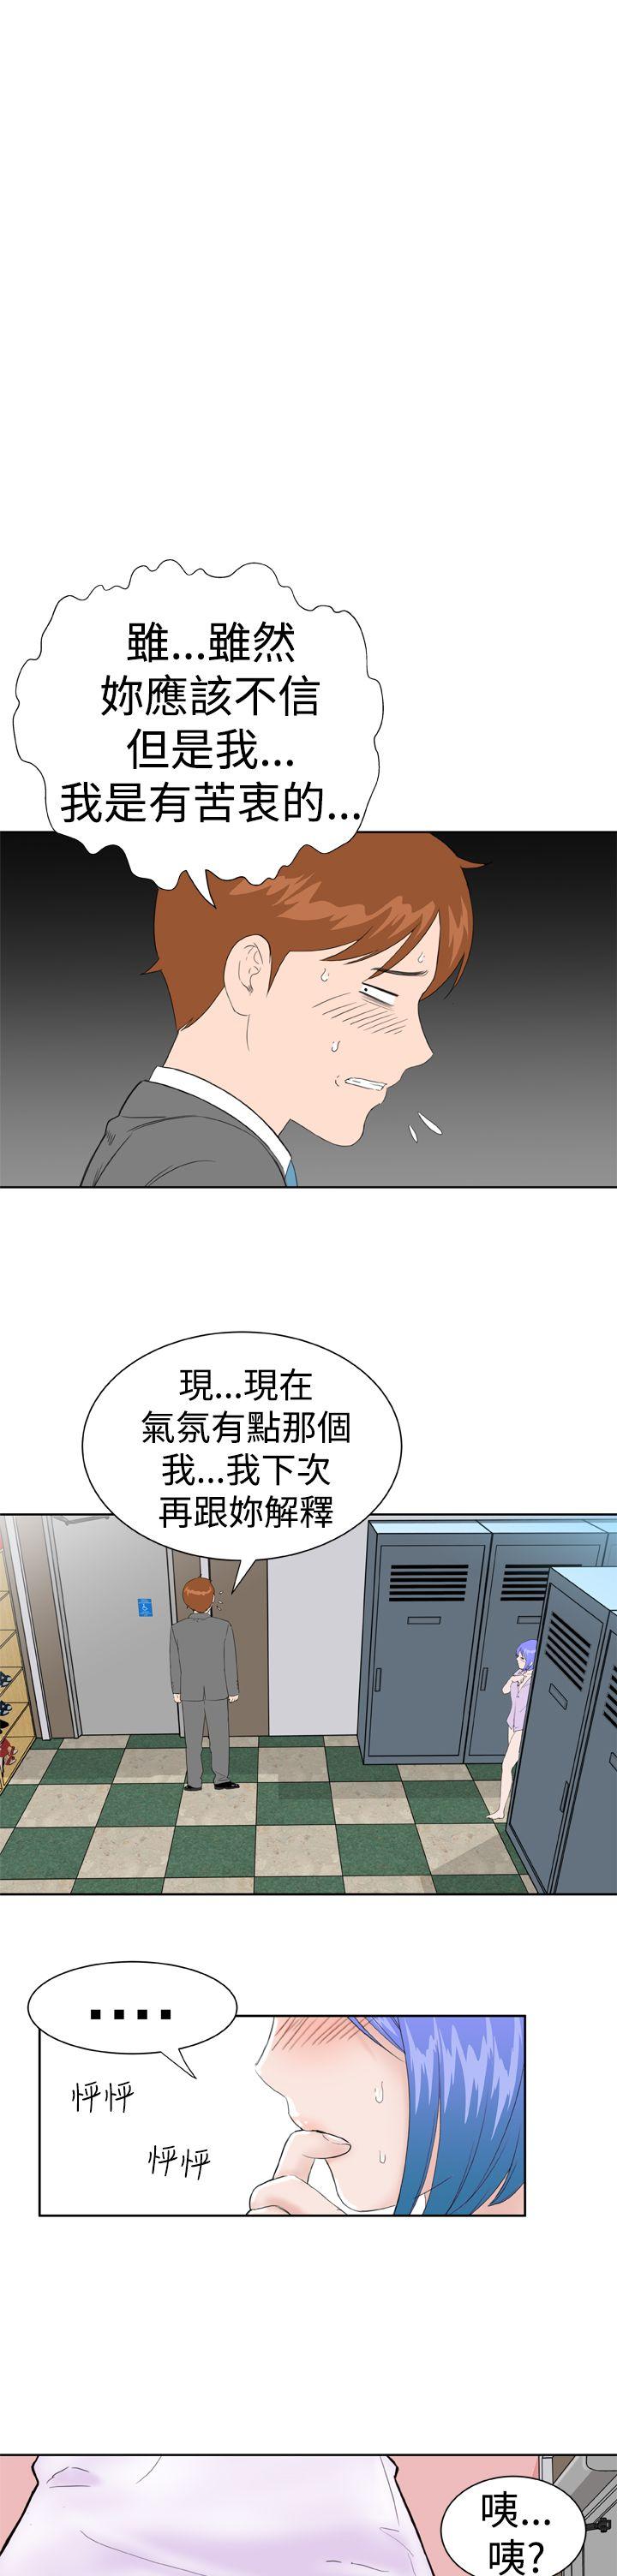 雖...雖然
妳應該不信
但是我...
我是有苦衷的...
現...現在
氣氛有點那個
我...我下次
再跟妳解釋
....
怦怦
怦怦
咦...
咦?